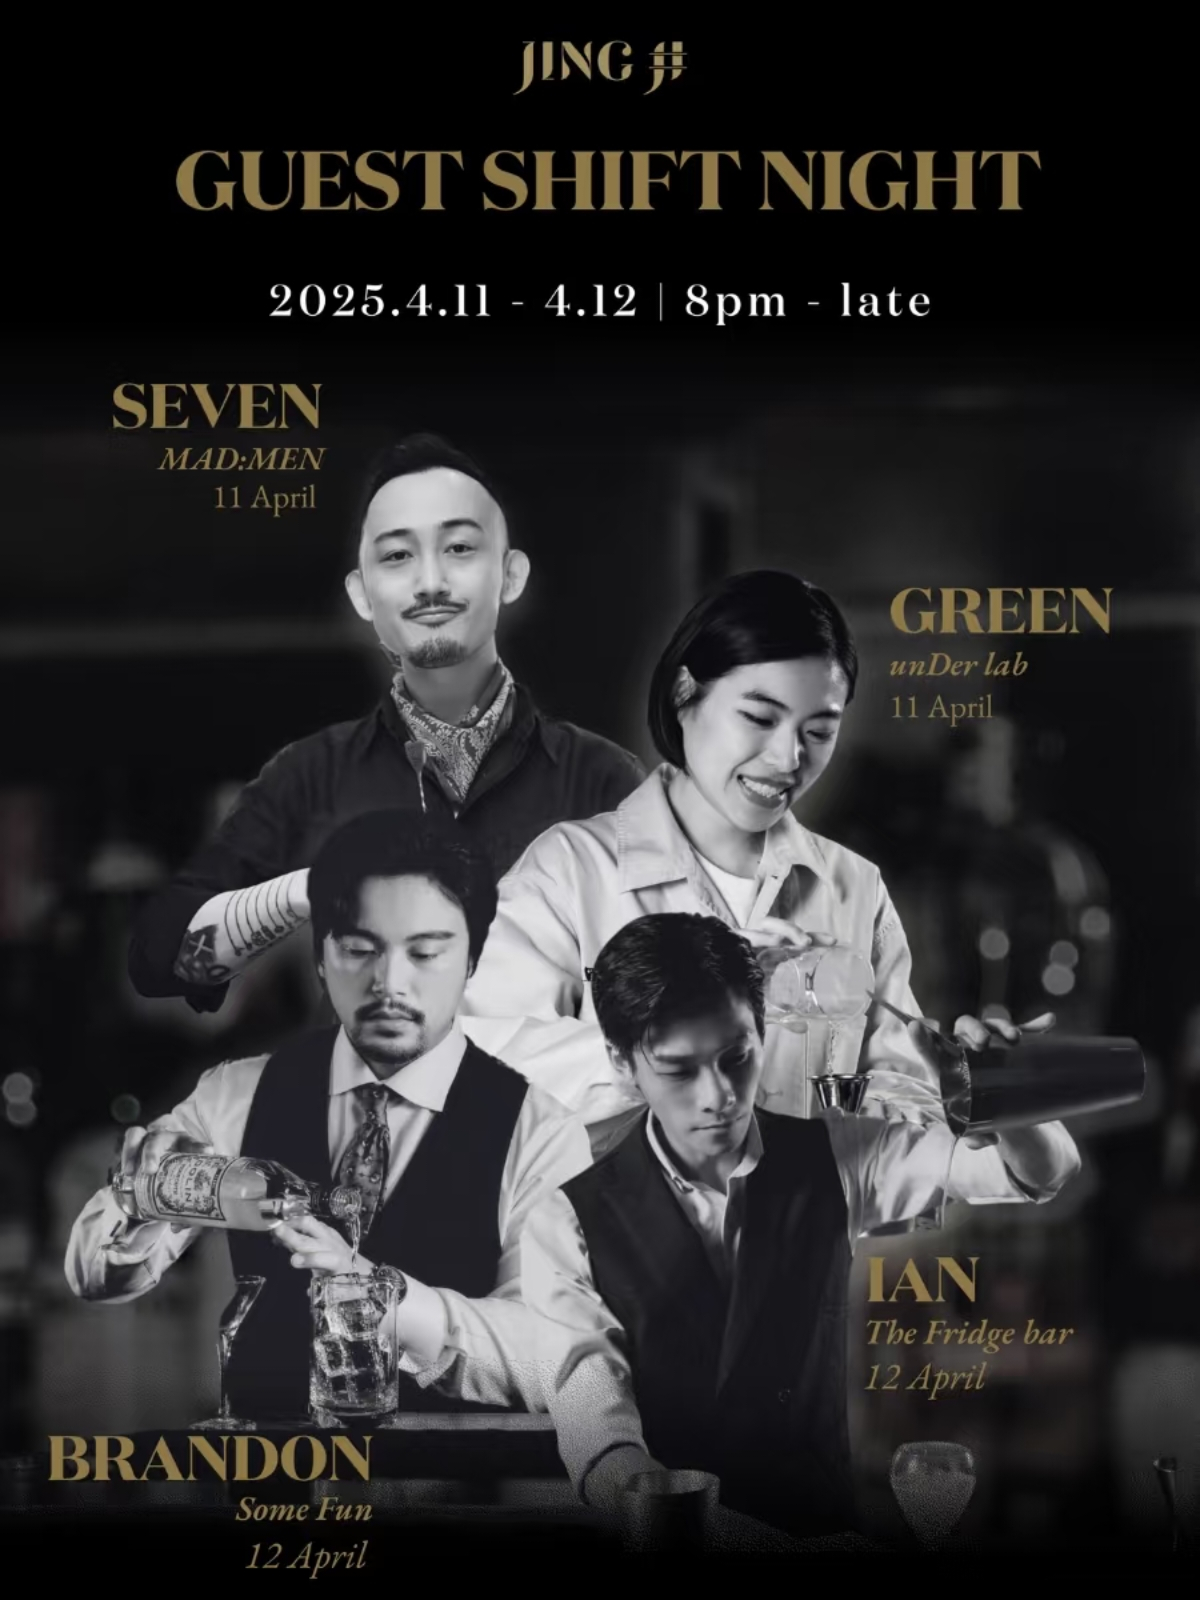 JING 井
GUEST SHIFT NIGHT
2025.4.11 - 4.12 | 8pm - late
SEVEN
MAD:MEN
11 April
GREEN
unDer lab
11 April
IAN
The Fridge bar
12 April
BRANDON
Some Fun
12 April